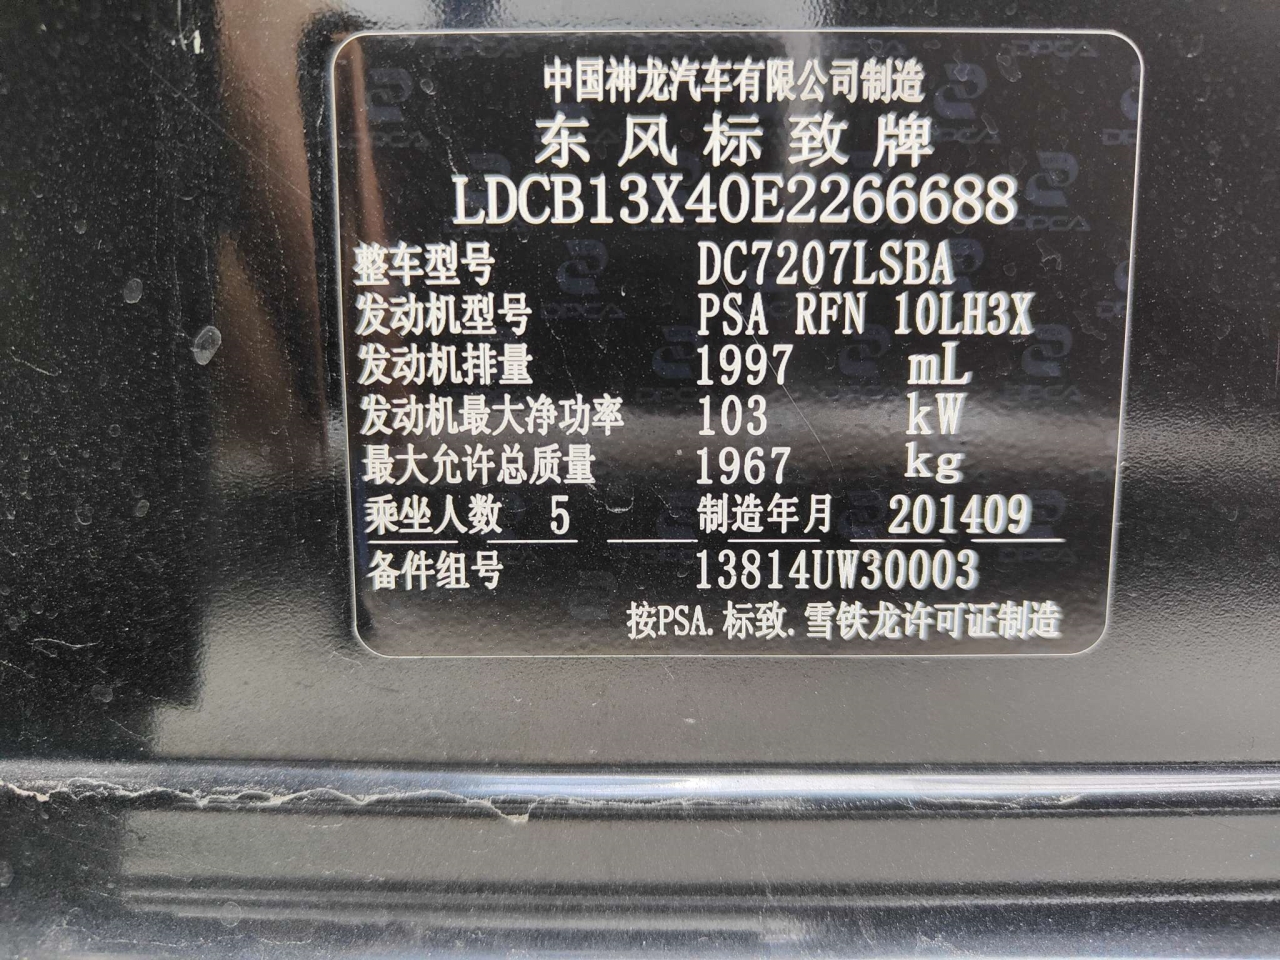 中国神龙汽车有限公司制造
东风标致牌
LDCB13X40E2266688
整车型号 DC7207LSBA
发动机型号 PSA RFN 10LH3X
发动机排量 1997 mL
发动机最大净功率 103 kW
最大允许总质量 1967 kg
乘坐人数 5 制造年月 201409
备件组号 13814UW30003
按PSA.标致.雪铁龙许可证制造
DPCA
DPCA
DPCA
DPCA